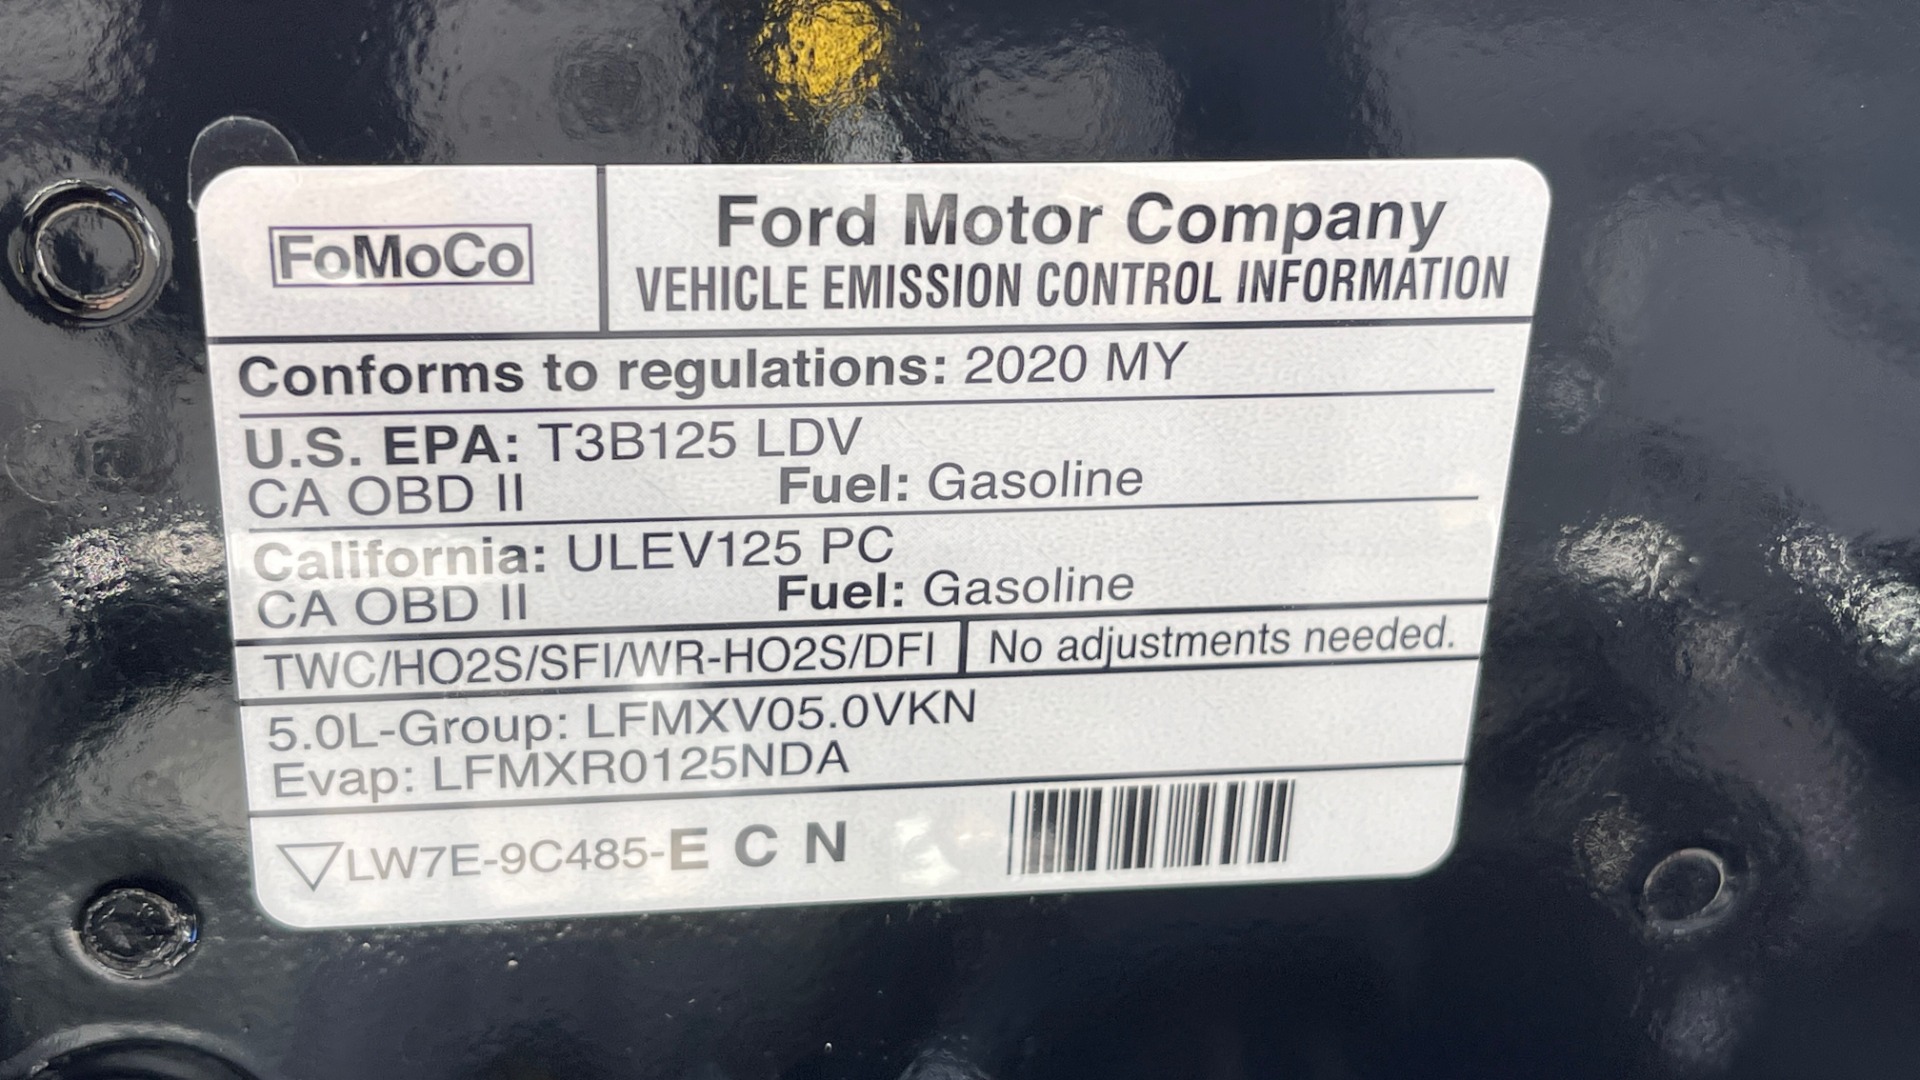 FoMoCo
Ford Motor Company
VEHICLE EMISSION CONTROL INFORMATION
Conforms to regulations: 2020 MY
U.S. EPA: T3B125 LDV
CA OBD II Fuel: Gasoline
California: ULEV125 PC
CA OBD II Fuel: Gasoline
TWC/HO2S/SFI/WR-HO2S/DFI No adjustments needed.
5.0L-Group: LFMXV05.0VKN
Evap: LFMXR0125NDA
LW7E-9C485-E C N